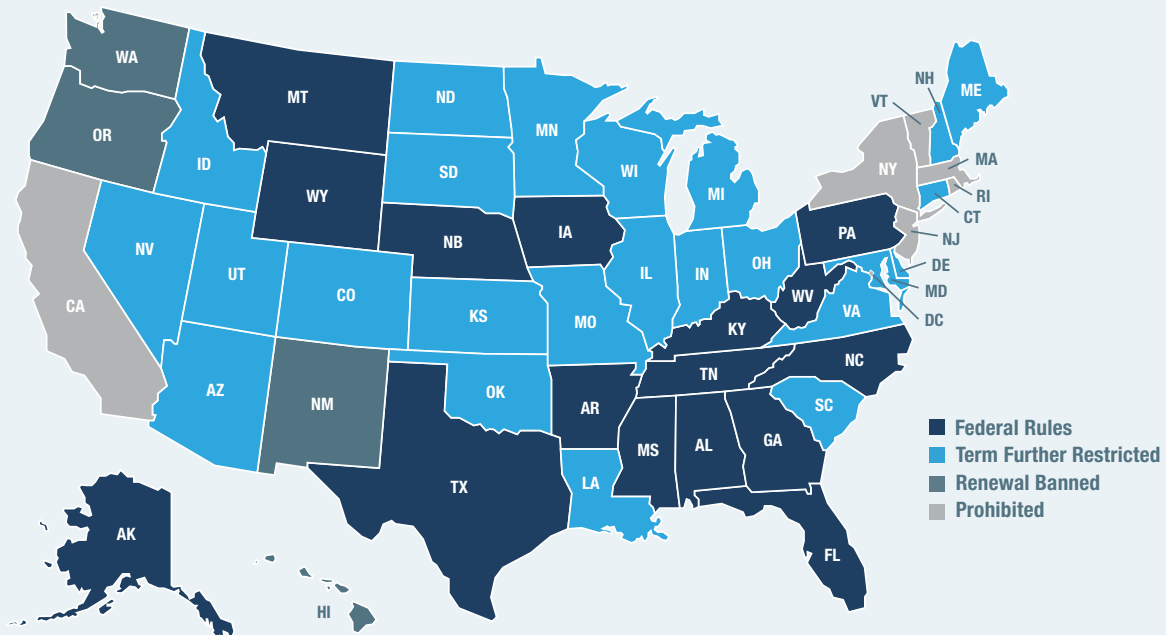 WA
MT
ND
MN
NH
ME
VT
OR
ID
SD
WI
MI
NY
MA
RI
CT
WY
NB
IA
PA
NJ
NV
UT
CO
IL
IN
OH
DE
MD
DC
CA
KS
MO
WV
VA
KY
AZ
NM
OK
AR
TN
NC
SC
MS
AL
GA
TX
LA
FL
AK
HI
Federal Rules
Term Further Restricted
Renewal Banned
Prohibited